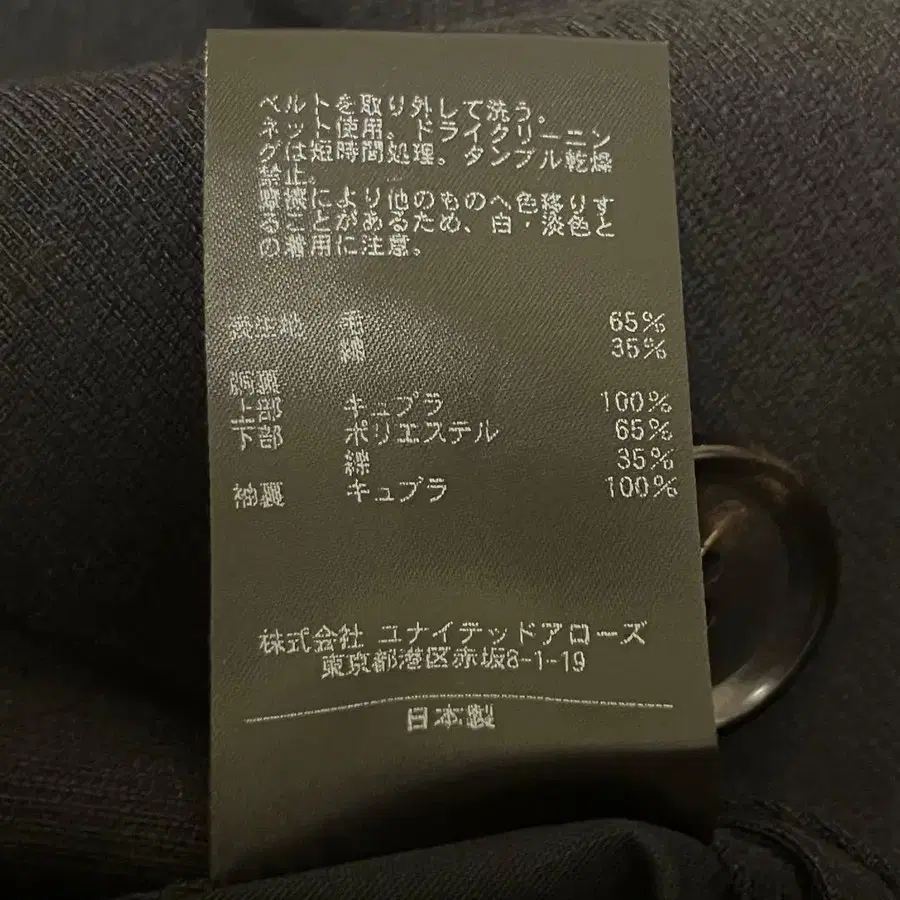 ベルトを取り外して洗う。
ネット使用。ドライクリーニン
グは短時間処理。タンブル乾燥
禁止。
摩擦により他のものへ色移りす
ることがあるため、白・淡色と
の着用に注意。
表生地 毛 65%
綿 35%
胴裏
上部 キュプラ 100%
下部 ポリエステル 65%
綿 35%
袖裏 キュプラ 100%
株式会社 ユナイテッドアローズ
東京都港区赤坂8-1-19
日本製